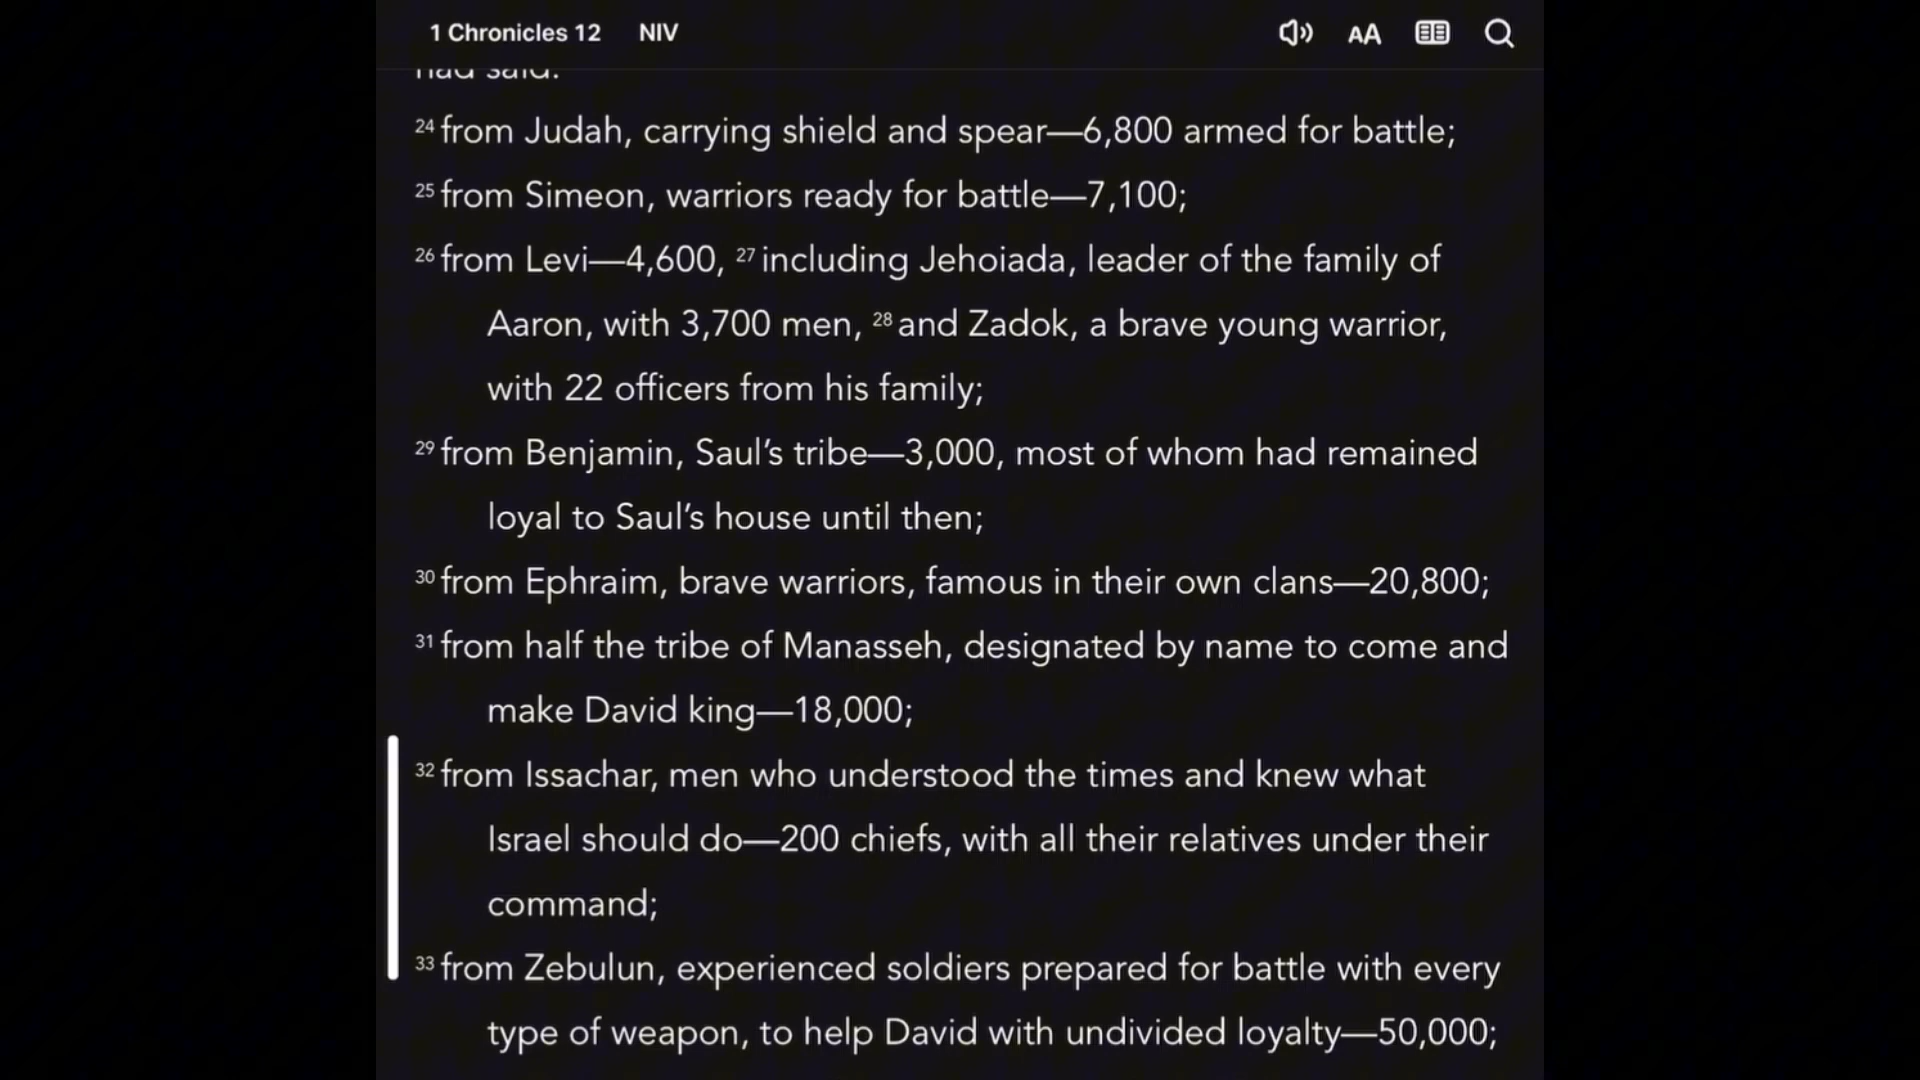 1 Chronicles 12 NIV AA
had said:
24 from Judah, carrying shield and spear—6,800 armed for battle;
25 from Simeon, warriors ready for battle—7,100;
26 from Levi—4,600, 27 including Jehoiada, leader of the family of
Aaron, with 3,700 men, 28 and Zadok, a brave young warrior,
with 22 officers from his family;
29 from Benjamin, Saul’s tribe—3,000, most of whom had remained
loyal to Saul’s house until then;
30 from Ephraim, brave warriors, famous in their own clans—20,800;
31 from half the tribe of Manasseh, designated by name to come and
make David king—18,000;
32 from Issachar, men who understood the times and knew what
Israel should do—200 chiefs, with all their relatives under their
command;
33 from Zebulun, experienced soldiers prepared for battle with every
type of weapon, to help David with undivided loyalty—50,000;